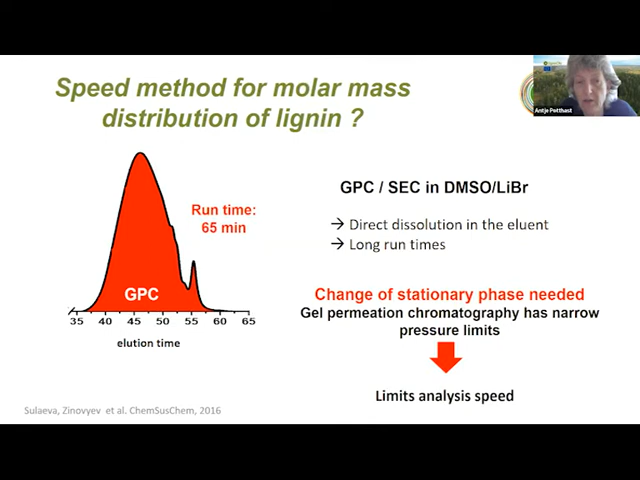 Speed method for molar mass
distribution of lignin ?
Antje Potthast
Run time:
65 min
GPC
35 40 45 50 55 60 65
elution time
GPC / SEC in DMSO/LiBr
→ Direct dissolution in the eluent
→ Long run times
Change of stationary phase needed
Gel permeation chromatography has narrow
pressure limits
Limits analysis speed
Sulaeva, Zinovyev et al. ChemSusChem, 2016